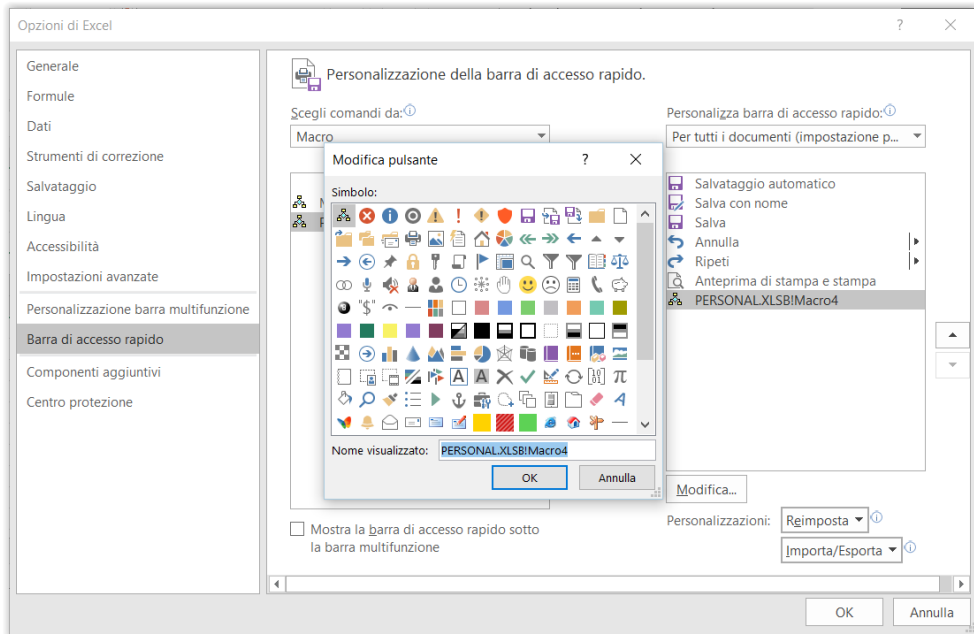 Opzioni di Excel
Generale
Formule
Dati
Strumenti di correzione
Salvataggio
Lingua
Accessibilità
Impostazioni avanzate
Personalizzazione barra multifunzione
Barra di accesso rapido
Componenti aggiuntivi
Centro protezione
Personalizzazione della barra di accesso rapido.
Scegli comandi da:
Macro
Modifica pulsante
Simbolo:
Nome visualizzato: PERSONAL.XLSB!Macro4
OK Annulla
Mostra la barra di accesso rapido sotto
la barra multifunzione
Personalizza barra di accesso rapido:
Per tutti i documenti (impostazione p...
Salvataggio automatico
Salva con nome
Salva
Annulla
Ripeti
Anteprima di stampa e stampa
PERSONAL.XLSB!Macro4
Modifica...
Personalizzazioni: Reimposta
Importa/Esporta
OK Annulla